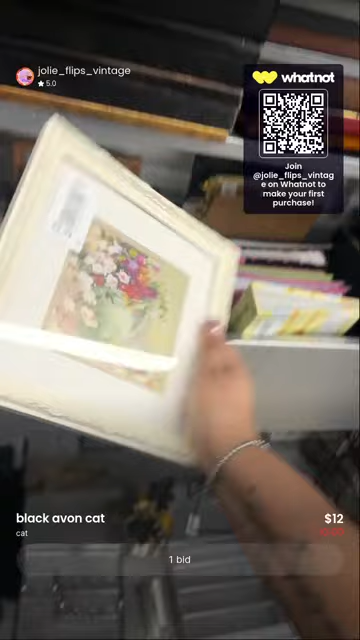 jolie_flips_vintage
5.0
whatnot
Join
@jolie_flips_vintag
e on Whatnot to
make your first
purchase!
black avon cat
$12
cat
1 bid